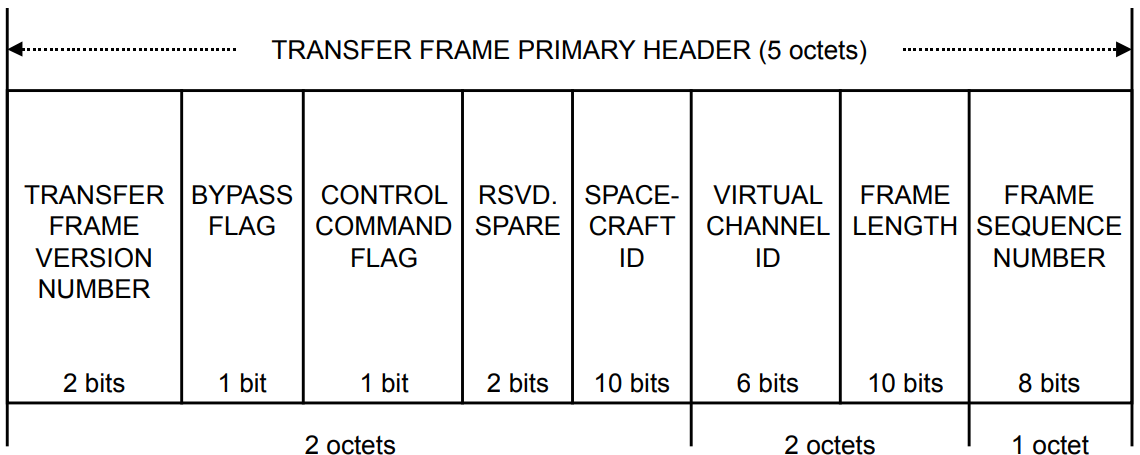 TRANSFER FRAME PRIMARY HEADER (5 octets)
TRANSFER
FRAME
VERSION
NUMBER
2 bits
BYPASS
FLAG
1 bit
CONTROL
COMMAND
FLAG
1 bit
RSVD.
SPARE
2 bits
SPACE-
CRAFT
ID
10 bits
VIRTUAL
CHANNEL
ID
6 bits
FRAME
LENGTH
10 bits
FRAME
SEQUENCE
NUMBER
8 bits
2 octets
2 octets
1 octet